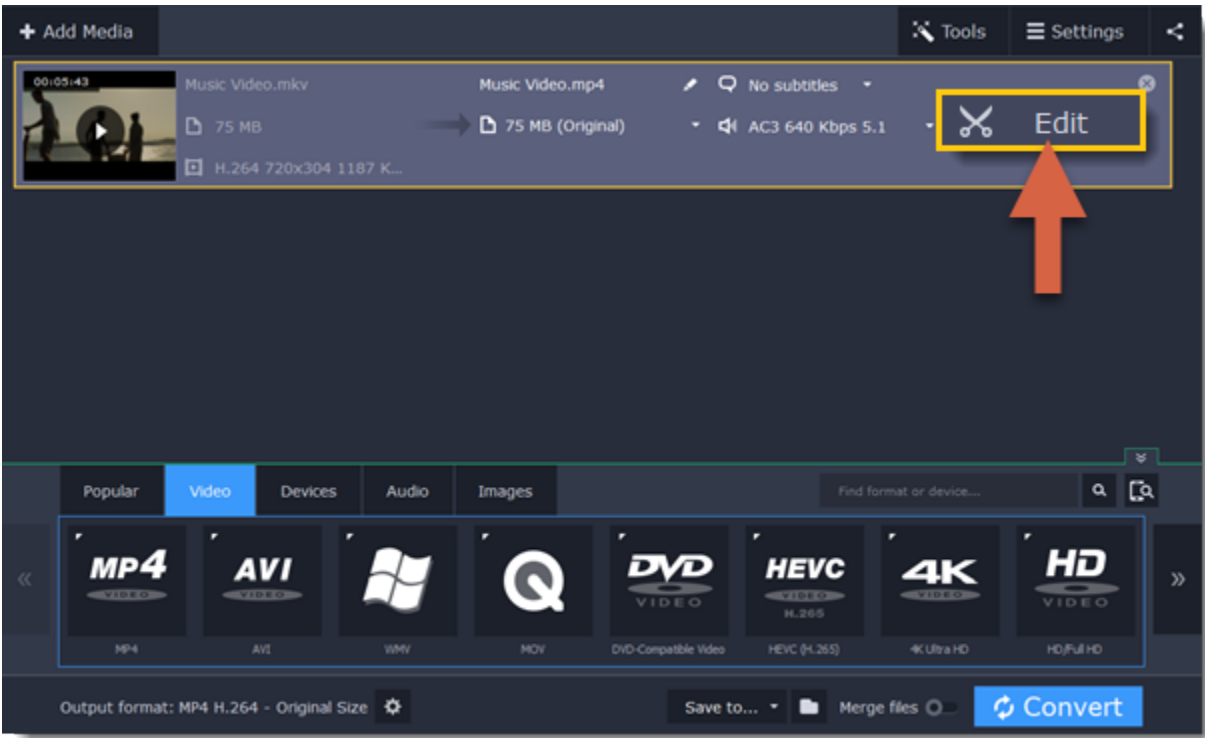 Add Media
Tools
Settings
00:05:43
Music Video.mkv
Music Video.mp4
No subtitles
75 MB
75 MB (Original)
AC3 640 Kbps 5.1
Edit
H.264 720x304 1187 K...
Popular
Video
Devices
Audio
Images
Find format or device...
MP4
VIDEO
AVI
VIDEO
DVD
VIDEO
HEVC
VIDEO
H.265
4K
VIDEO
HD
VIDEO
MP4
AVI
WMV
MOV
DVD-Compatible Video
HEVC (H.265)
4K Ultra HD
HD/Full HD
Output format: MP4 H.264 - Original Size
Save to...
Merge files
Convert